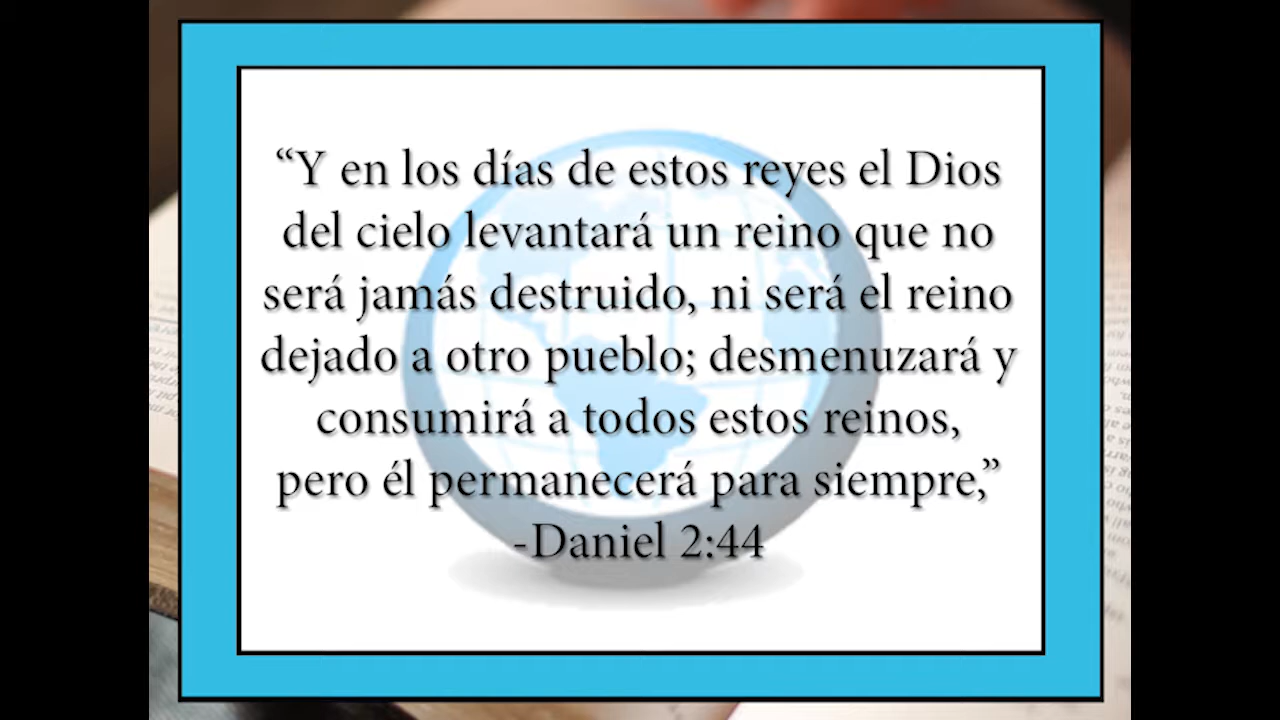 “Y en los días de estos reyes el Dios
del cielo levantará un reino que no
será jamás destruido, ni será el reino
dejado a otro pueblo; desmenuzará y
consumirá a todos estos reinos,
pero él permanecerá para siempre,”
-Daniel 2:44